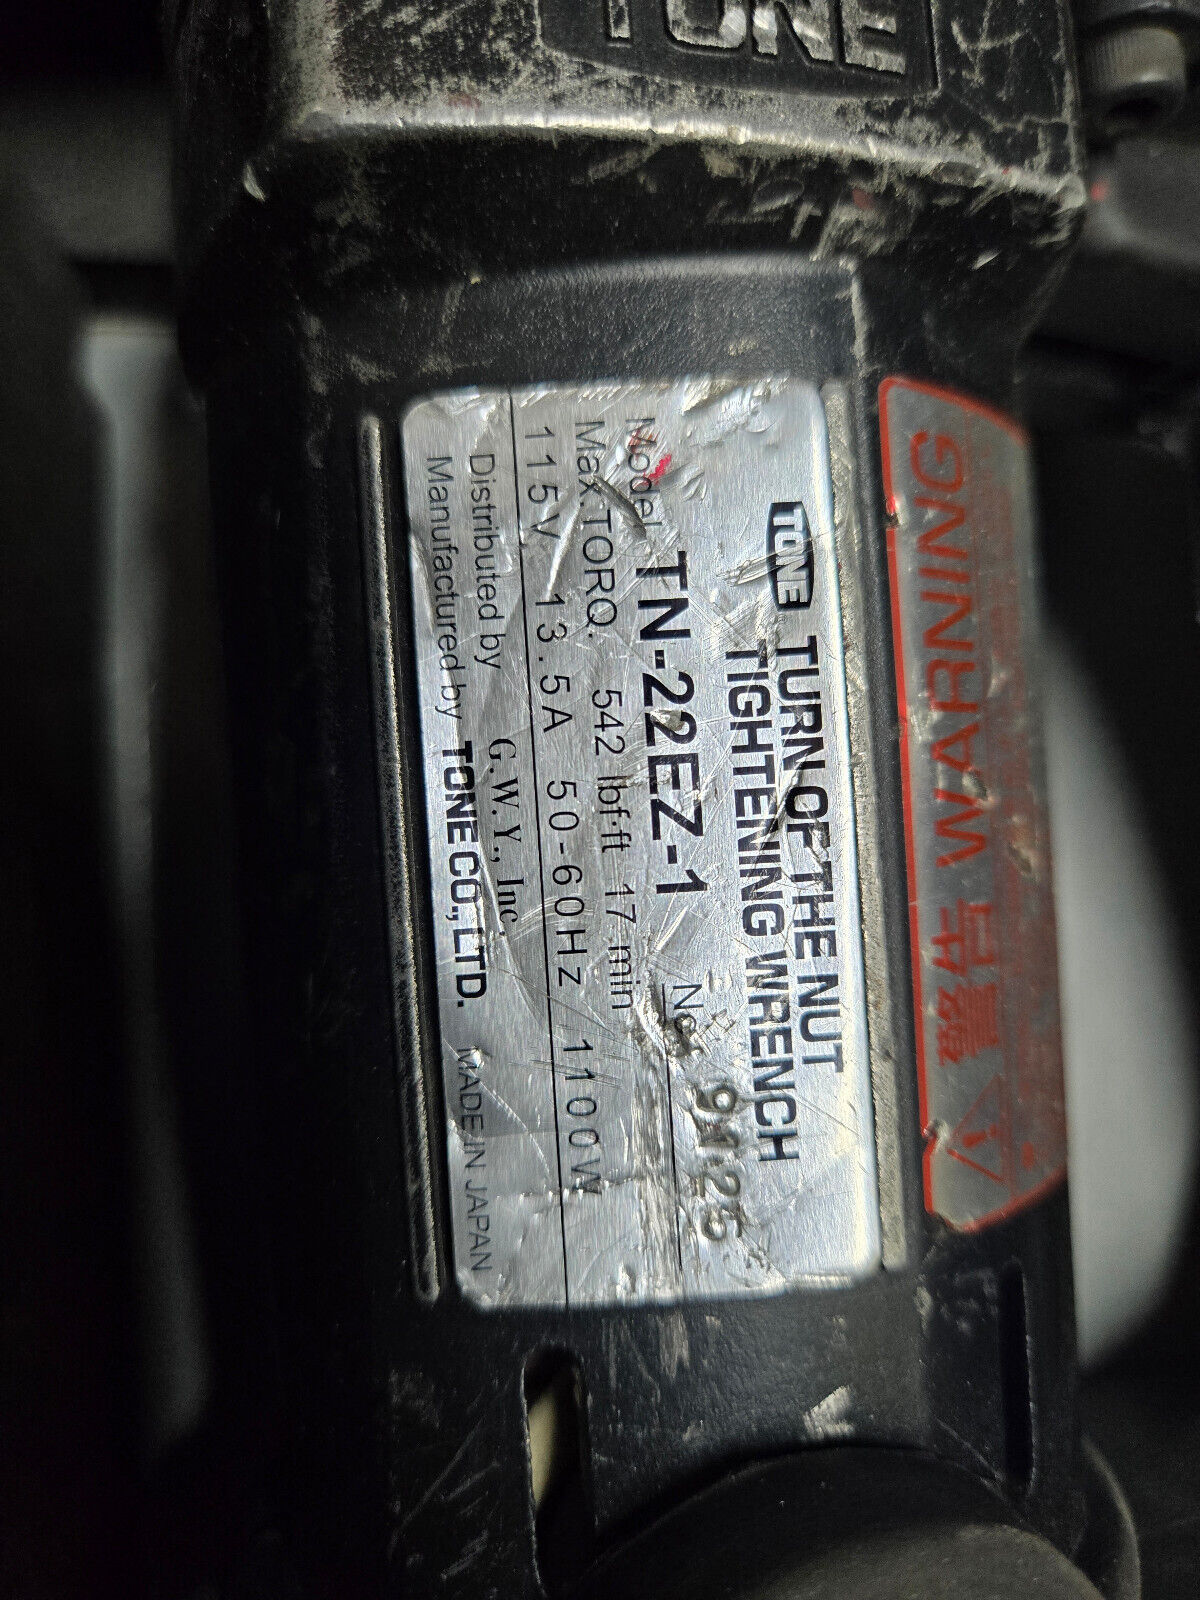 TONE
WARNING
TONE TURN OF THE NUT
TIGHTENING WRENCH
Model TN-22EZ-1 No. 9125
Max.TORQ. 542 lbf·ft 17 min
115V 13.5A 50-60Hz 1100W
Distributed by G.W.Y., Inc.
Manufactured by TONE CO.,LTD. MADE IN JAPAN